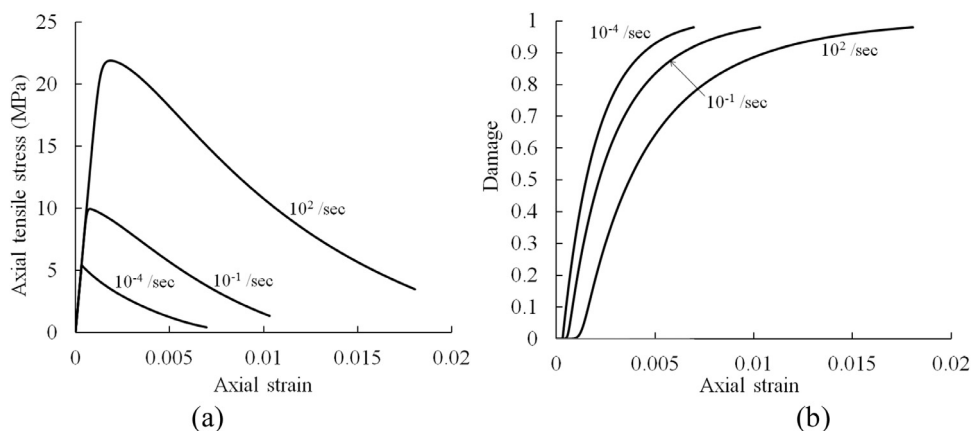 25
20
15
10
5
0
Axial tensile stress (MPa)
10² /sec
10⁻¹ /sec
10⁻⁴ /sec
0 0.005 0.01 0.015 0.02
Axial strain
(a)
1
0.9
0.8
0.7
0.6
0.5
0.4
0.3
0.2
0.1
0
Damage
10⁻⁴ /sec
10² /sec
10⁻¹ /sec
0 0.005 0.01 0.015 0.02
Axial strain
(b)